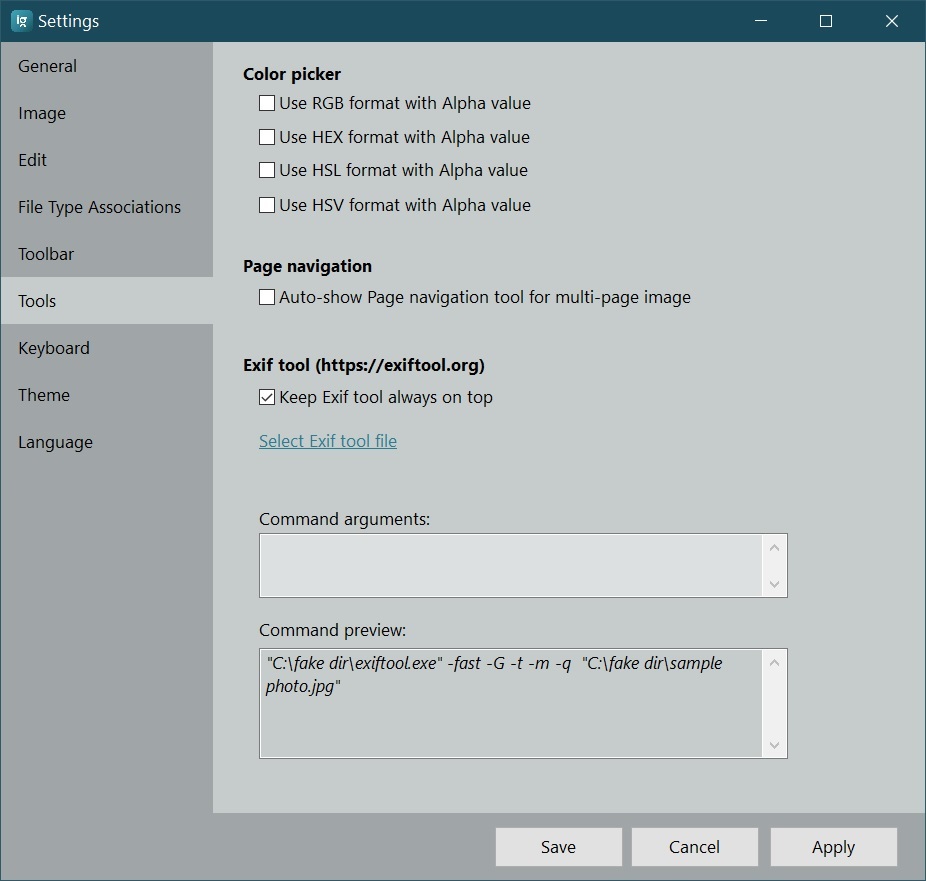 Ig Settings
General
Image
Edit
File Type Associations
Toolbar
Tools
Keyboard
Theme
Language
Color picker
Use RGB format with Alpha value
Use HEX format with Alpha value
Use HSL format with Alpha value
Use HSV format with Alpha value
Page navigation
Auto-show Page navigation tool for multi-page image
Exif tool (https://exiftool.org)
Keep Exif tool always on top
Select Exif tool file
Command arguments:
Command preview:
"C:\fake dir\exiftool.exe" -fast -G -t -m -q  "C:\fake dir\sample
photo.jpg"
Save
Cancel
Apply